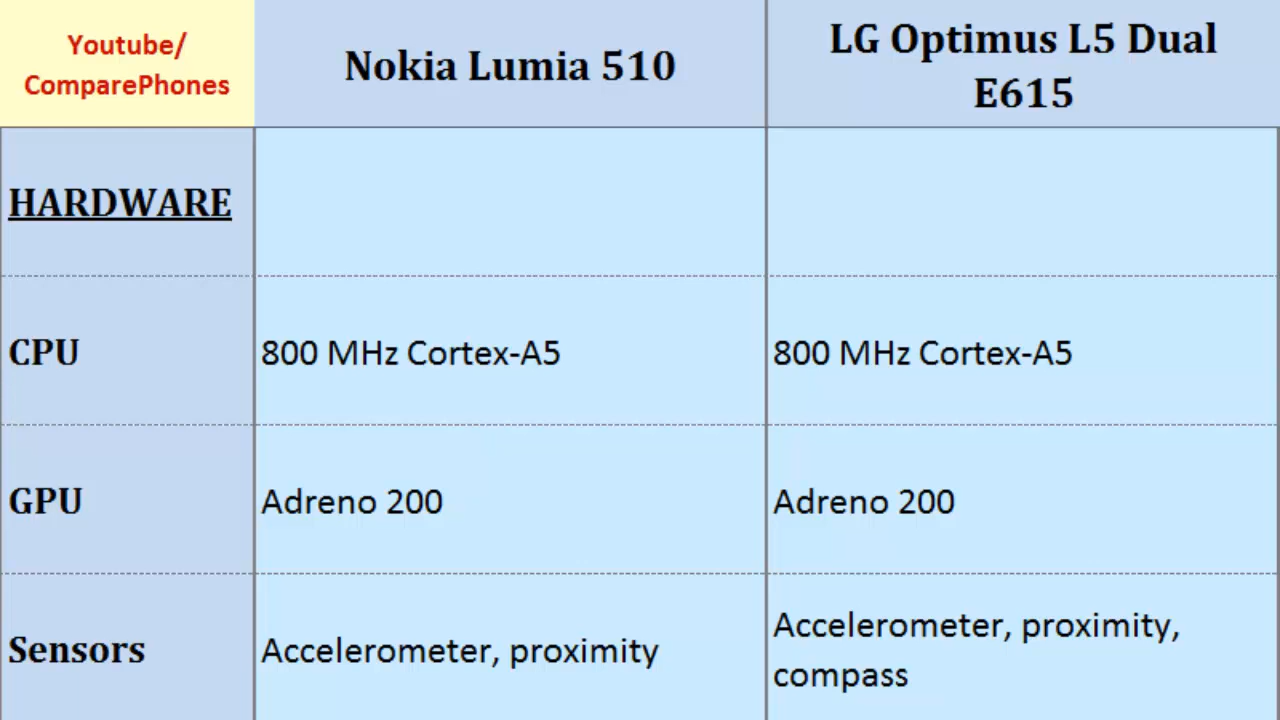 Youtube/
ComparePhones
Nokia Lumia 510
LG Optimus L5 Dual
E615
HARDWARE
CPU
800 MHz Cortex-A5
800 MHz Cortex-A5
GPU
Adreno 200
Adreno 200
Sensors
Accelerometer, proximity
Accelerometer, proximity,
compass